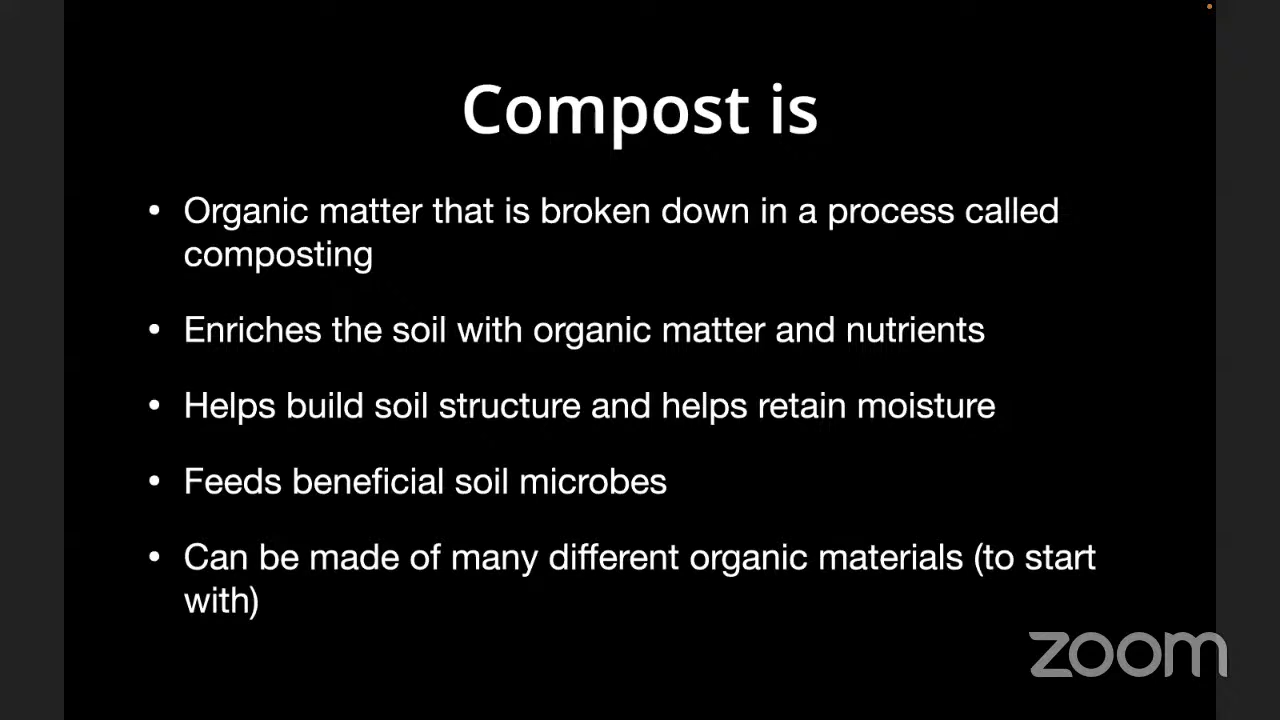 Compost is
• Organic matter that is broken down in a process called
composting
• Enriches the soil with organic matter and nutrients
• Helps build soil structure and helps retain moisture
• Feeds beneficial soil microbes
• Can be made of many different organic materials (to start
with)
zoom